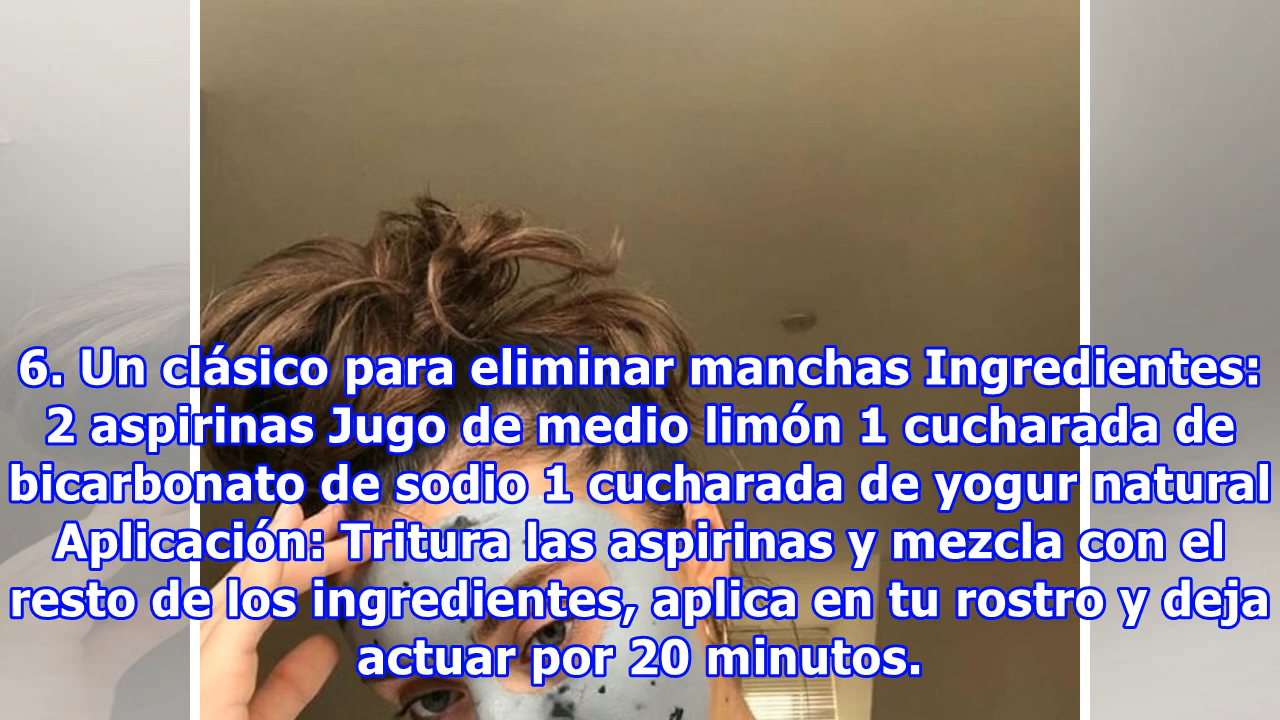 6. Un clásico para eliminar manchas Ingredientes:
2 aspirinas Jugo de medio limón 1 cucharada de
bicarbonato de sodio 1 cucharada de yogur natural
Aplicación: Tritura las aspirinas y mezcla con el
resto de los ingredientes, aplica en tu rostro y deja
actuar por 20 minutos.